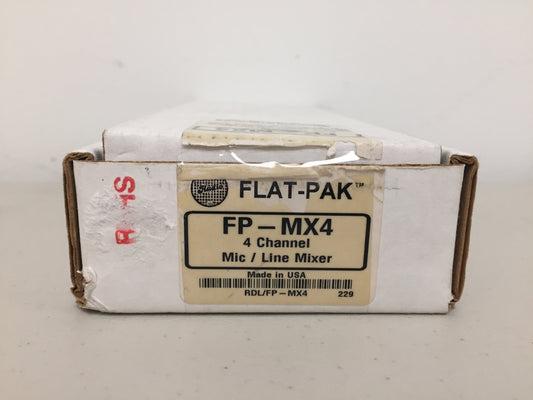 FLAT-PAK™
FP-MX4
4 Channel
Mic / Line Mixer
Made in USA
RDL/FP-MX4 229